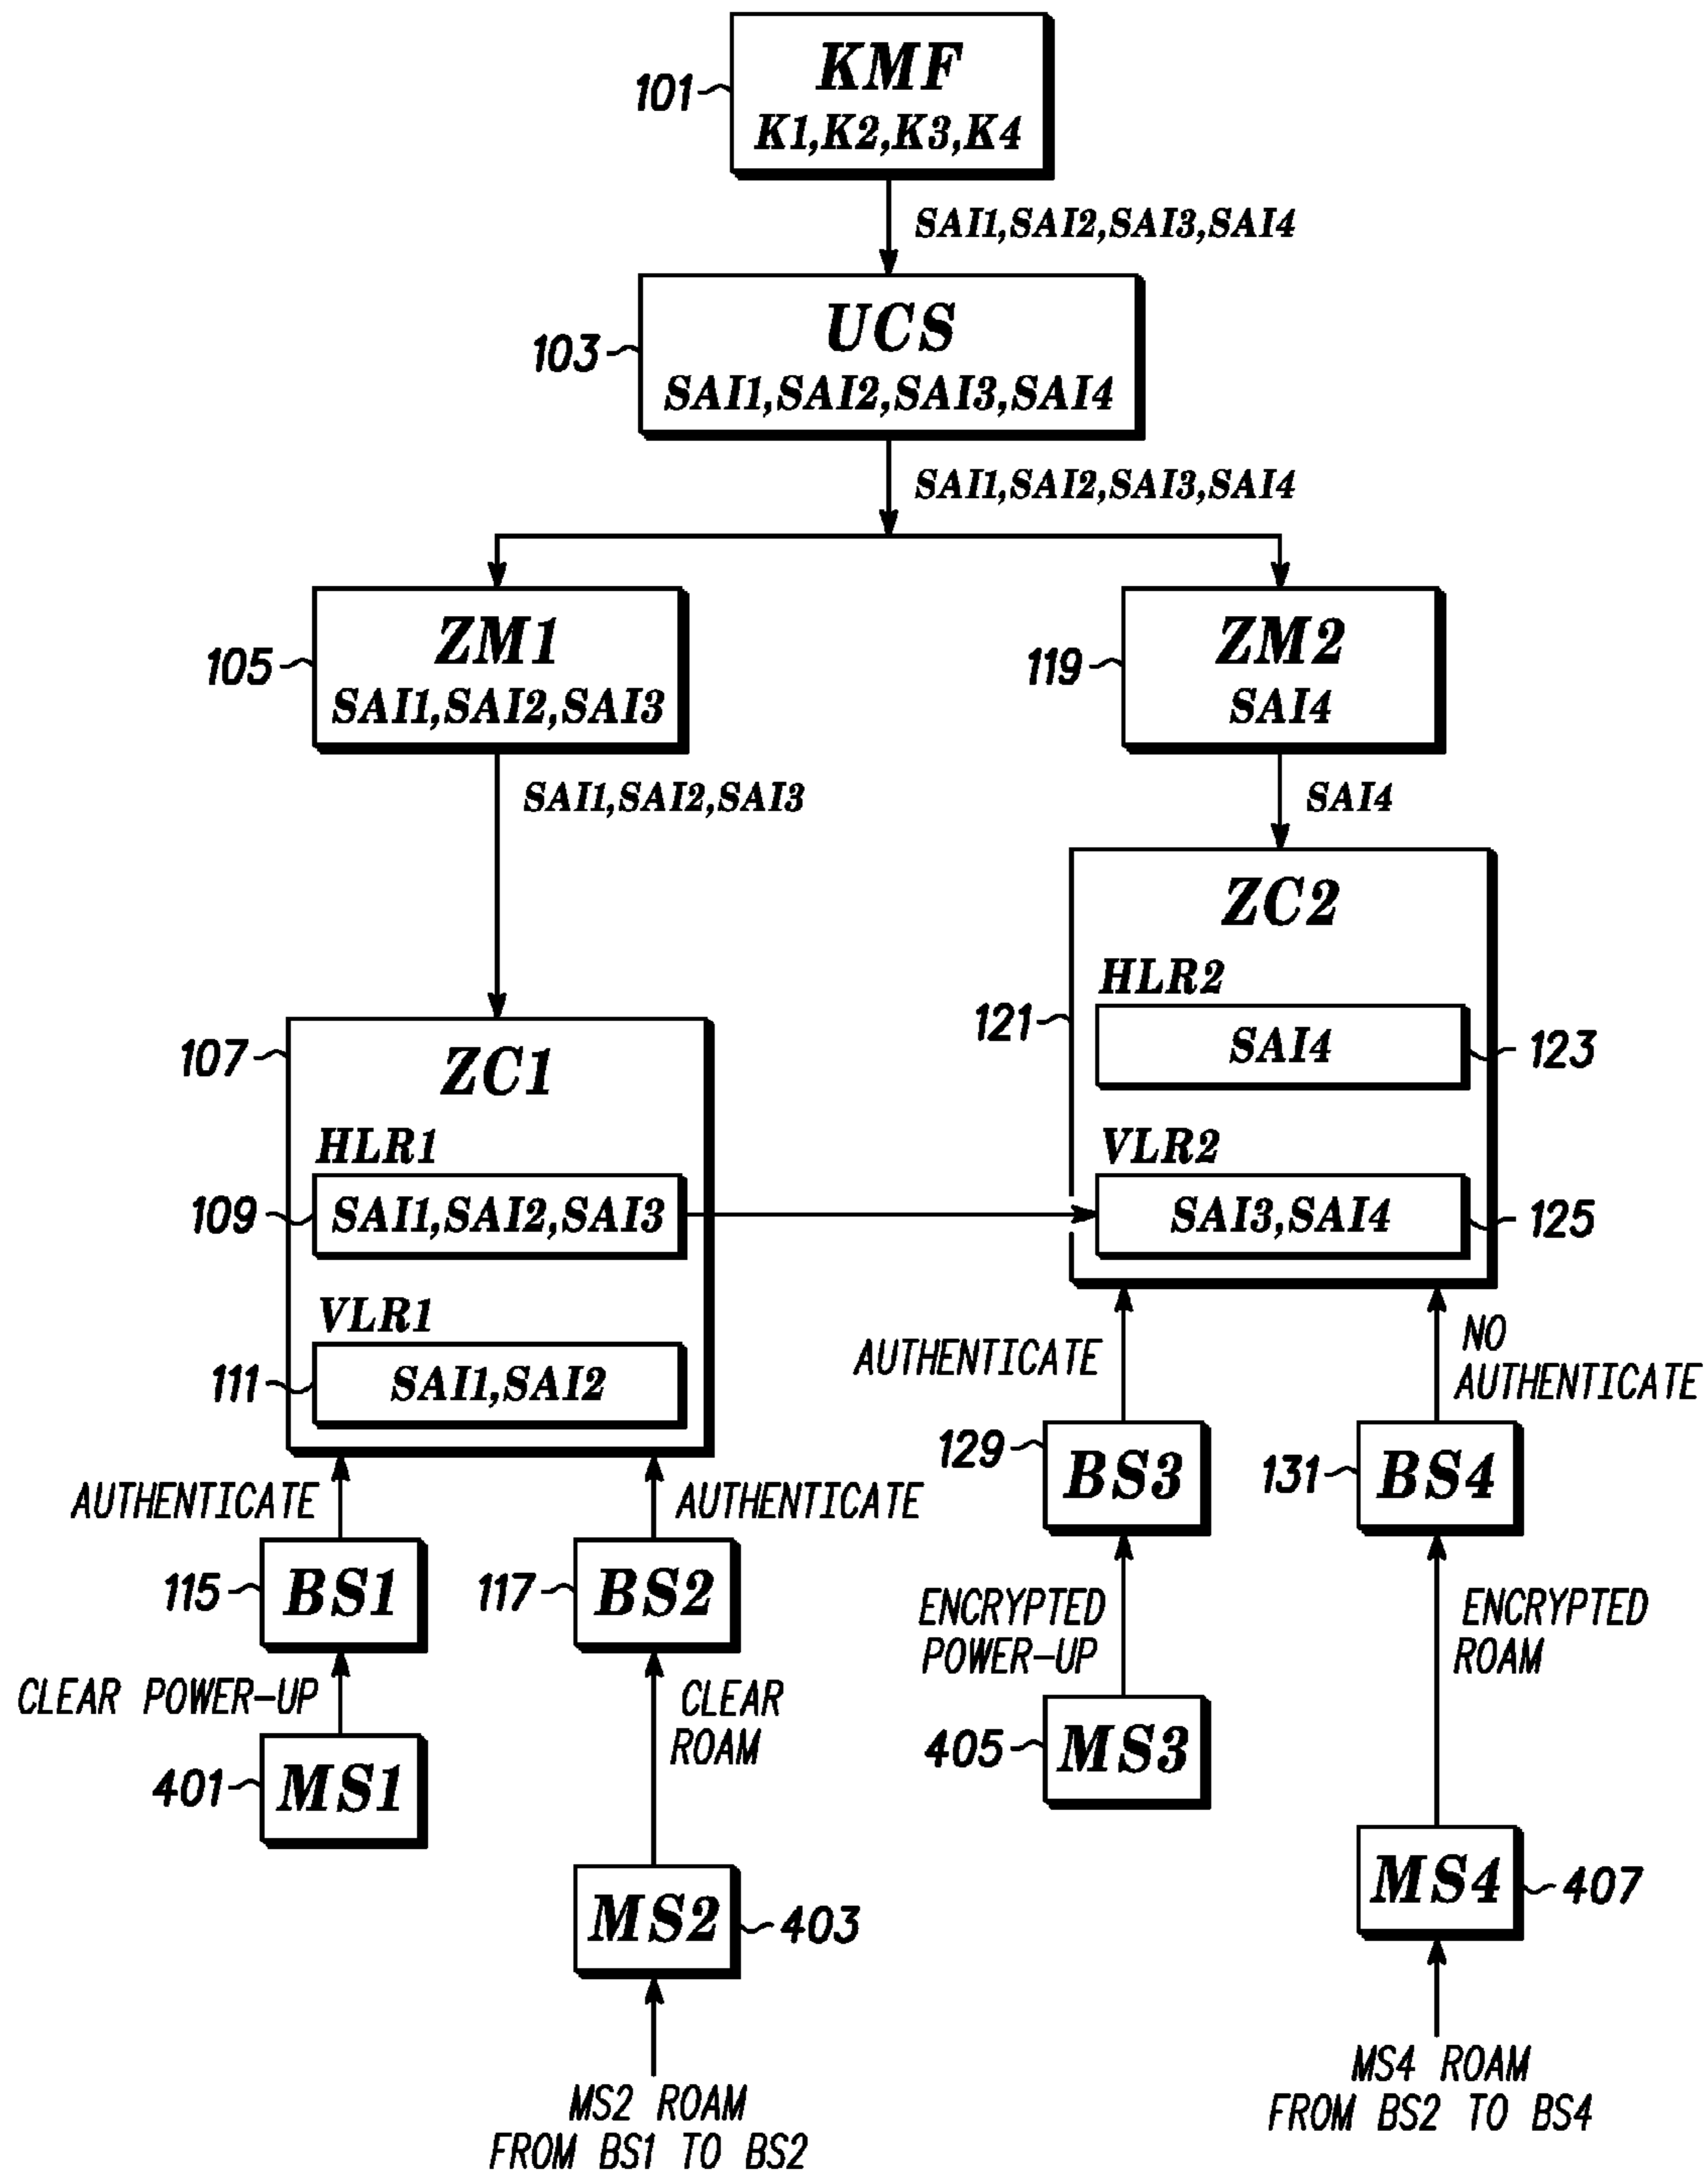 KMF
101
K1,K2,K3,K4
SAI1,SAI2,SAI3,SAI4
UCS
103
SAI1,SAI2,SAI3,SAI4
SAI1,SAI2,SAI3,SAI4
ZM1
105
SAI1,SAI2,SAI3
ZM2
119
SAI4
SAI1,SAI2,SAI3
SAI4
ZC2
HLR2
121
SAI4
123
VLR2
SAI3,SAI4
125
107
ZC1
HLR1
109
SAI1,SAI2,SAI3
VLR1
111
SAI1,SAI2
AUTHENTICATE
NO
AUTHENTICATE
129
BS3
131
BS4
AUTHENTICATE
AUTHENTICATE
115
BS1
117
BS2
ENCRYPTED
POWER-UP
ENCRYPTED
ROAM
CLEAR POWER-UP
CLEAR
ROAM
405
MS3
401
MS1
MS4
407
MS2
403
MS2 ROAM
FROM BS1 TO BS2
MS4 ROAM
FROM BS2 TO BS4